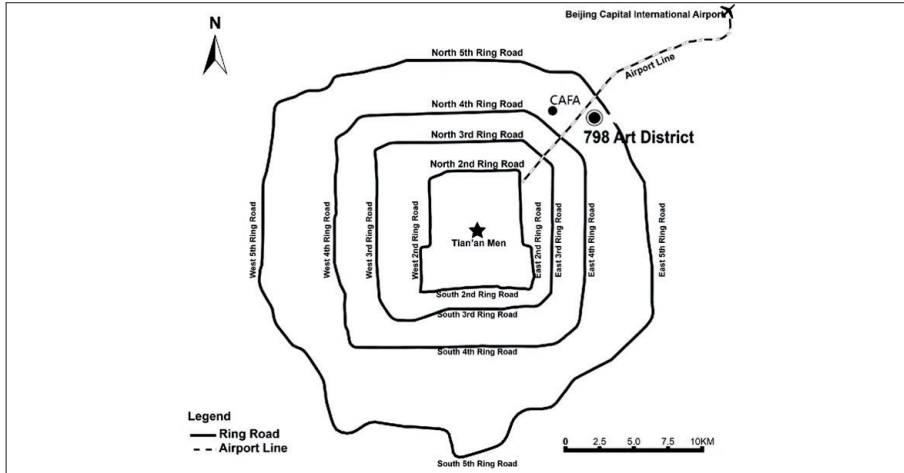 Beijing Capital International Airport
N
North 5th Ring Road
Airport Line
North 4th Ring Road
CAFA
798 Art District
North 3rd Ring Road
North 2nd Ring Road
West 5th Ring Road
West 4th Ring Road
West 3rd Ring Road
West 2nd Ring Road
Tian'an Men
East 2nd Ring Road
East 3rd Ring Road
East 4th Ring Road
East 5th Ring Road
South 2nd Ring Road
South 3rd Ring Road
South 4th Ring Road
Legend
Ring Road
Airport Line
0 2.5 5 7.5 10KM
South 5th Ring Road